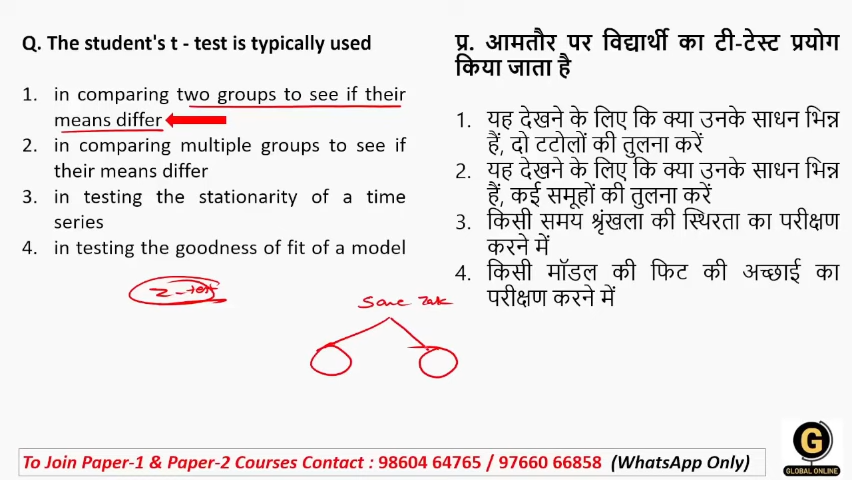 Q. The student's t - test is typically used
1. in comparing two groups to see if their
means differ
2. in comparing multiple groups to see if
their means differ
3. in testing the stationarity of a time
series
4. in testing the goodness of fit of a model
z-test
प्र. आमतौर पर विद्यार्थी का टी-टेस्ट प्रयोग
किया जाता है
1. यह देखने के लिए कि क्या उनके साधन भिन्न
हैं, दो टटोलों की तुलना करें
2. यह देखने के लिए कि क्या उनके साधन भिन्न
हैं, कई समूहों की तुलना करें
3. किसी समय श्रृंखला की स्थिरता का परीक्षण
करने में
4. किसी मॉडल की फिट की अच्छाई का
परीक्षण करने में
To Join Paper-1 & Paper-2 Courses Contact : 98604 64765 / 97660 66858 (WhatsApp Only)
G
GLOBAL ONLINE